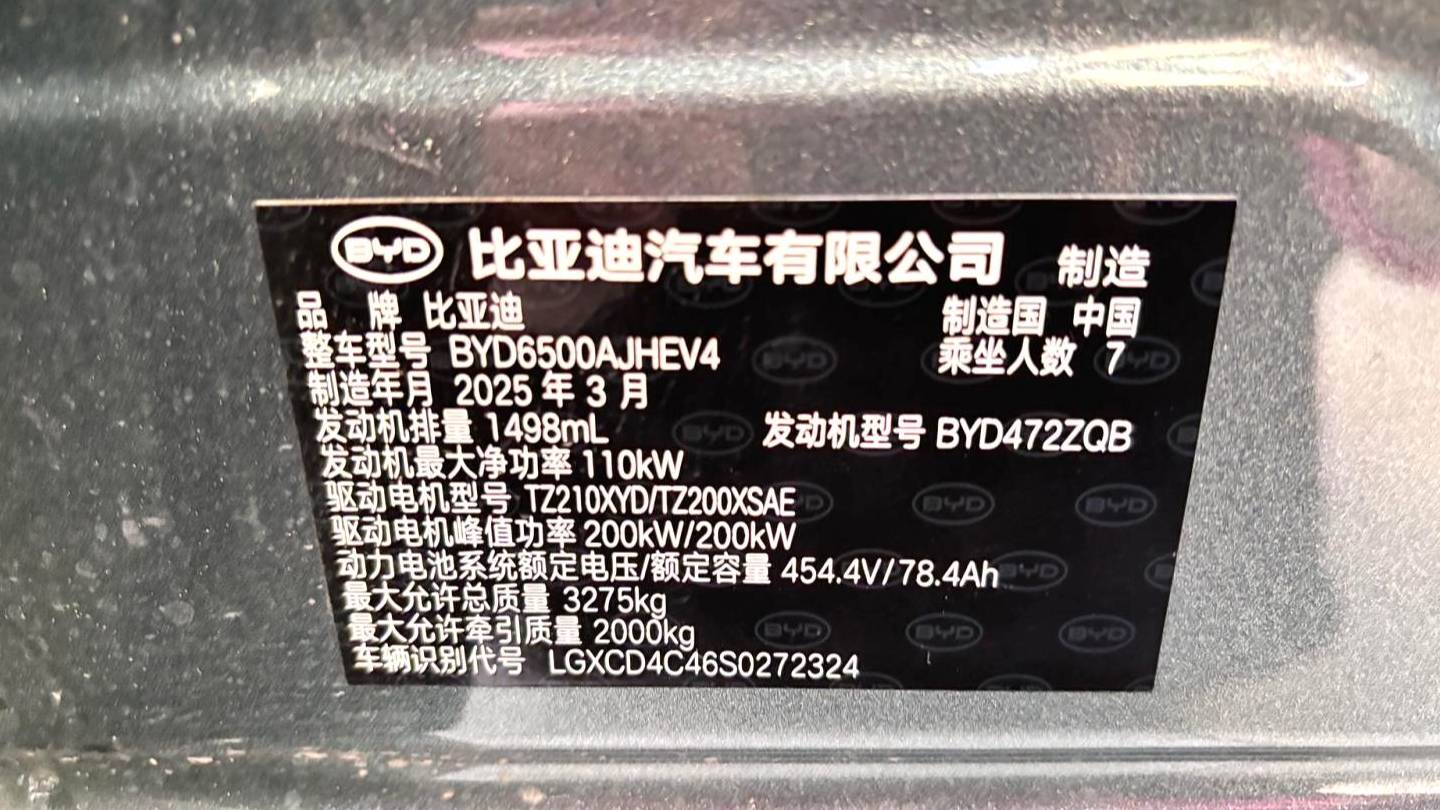 BYD 比亚迪汽车有限公司 制造
品 牌 比亚迪 制造国 中国
整车型号 BYD6500AJHEV4 乘坐人数 7
制造年月 2025 年 3 月
发动机排量 1498mL 发动机型号 BYD472ZQB
发动机最大净功率 110kW
驱动电机型号 TZ210XYD/TZ200XSAE
驱动电机峰值功率 200kW/200kW
动力电池系统额定电压/额定容量 454.4V/78.4Ah
最大允许总质量 3275kg
最大允许牵引质量 2000kg
车辆识别代号 LGXCD4C46S0272324